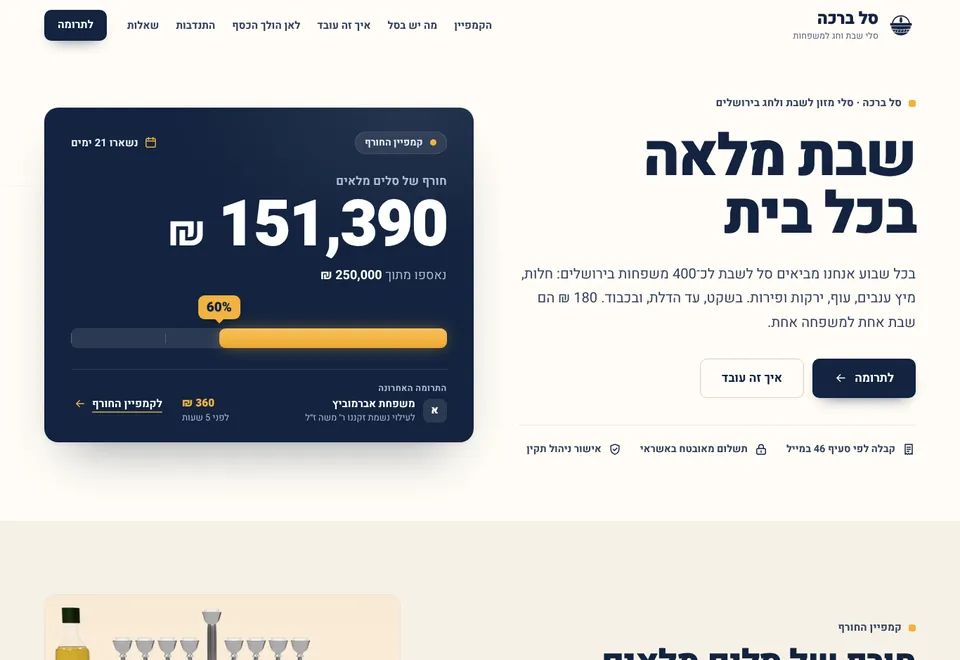 סל ברכה
סלי שבת וחג למשפחות
הקמפיין
מה יש בסל
איך זה עובד
לאן הולך הכסף
התנדבות
שאלות
לתרומה
סל ברכה · סלי מזון לשבת ולחג בירושלים
שבת מלאה
בכל בית
בכל שבוע אנחנו מביאים סל לשבת לכ־400 משפחות בירושלים: חלות,
מיץ ענבים, עוף, ירקות ופירות. בשקט, עד הדלת, ובכבוד. 180 ₪ הם
שבת אחת למשפחה אחת.
לתרומה ←
איך זה עובד
קבלה לפי סעיף 46 במייל
תשלום מאובטח באשראי
אישור ניהול תקין
קמפיין החורף
נשארו 21 ימים
חורף של סלים מלאים
151,390 ₪
נאספו מתוך 250,000 ₪
60%
התרומה האחרונה
א
משפחת אברמוביץ
לעילוי נשמת זקננו ר׳ משה ז״ל
360 ₪
לפני 5 שעות
לקמפיין החורף ←
קמפיין החורף
חורף של סלים מלאים